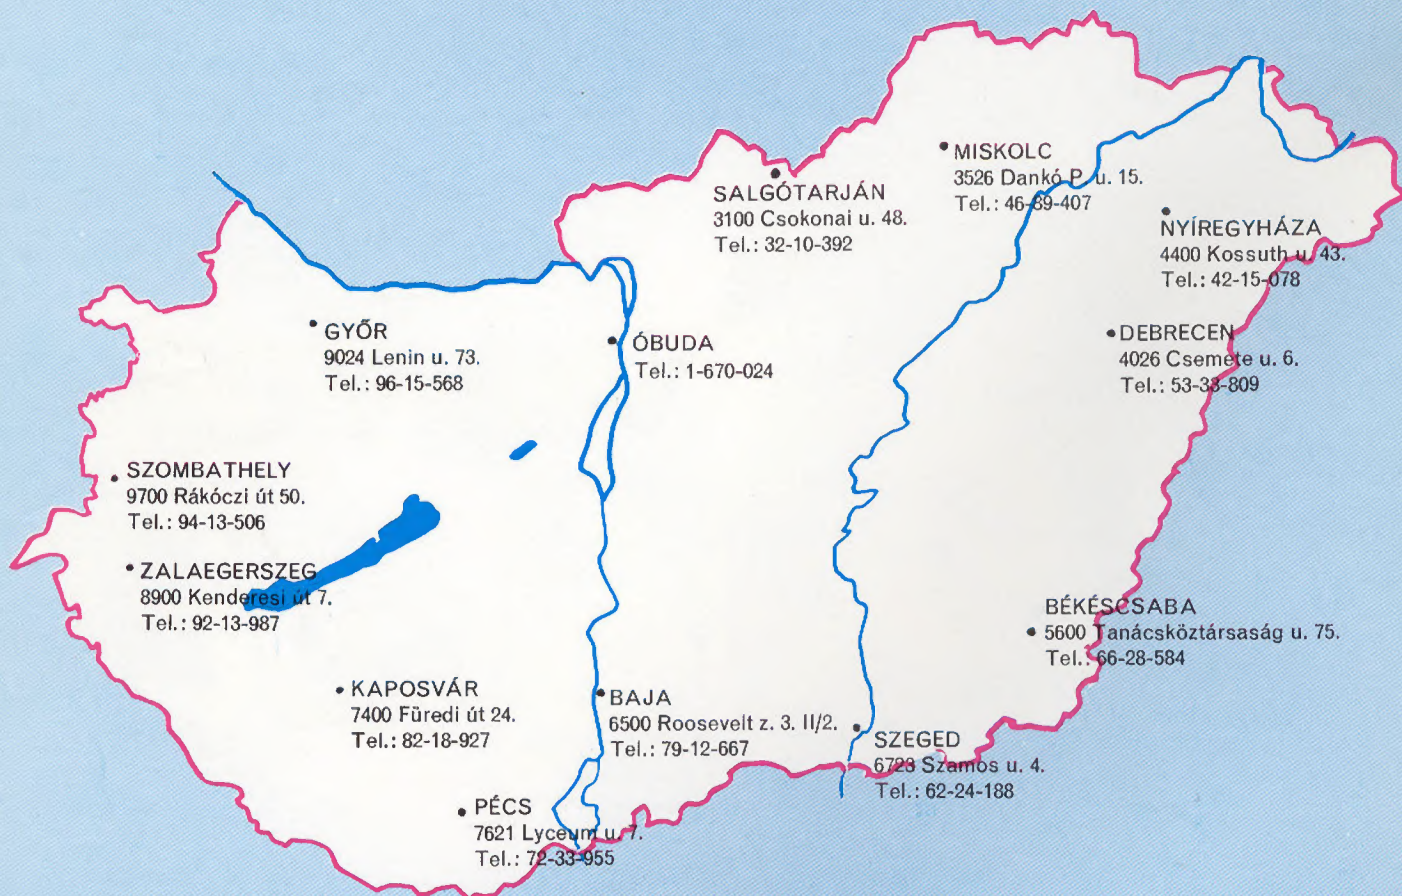 MISKOLC
3526 Dankó P. u. 15.
Tel.: 46-89-407
SALGÓTARJÁN
3100 Csokonai u. 48.
Tel.: 32-10-392
NYÍREGYHÁZA
4400 Kossuth u. 43.
Tel.: 42-15-078
GYŐR
9024 Lenin u. 73.
Tel.: 96-15-568
ÓBUDA
Tel.: 1-670-024
DEBRECEN
4026 Csemete u. 6.
Tel.: 53-33-809
SZOMBATHELY
9700 Rákóczi út 50.
Tel.: 94-13-506
ZALAEGERSZEG
8900 Kenderesi út 7.
Tel.: 92-13-987
BÉKÉSCSABA
5600 Tanácsköztársaság u. 75.
Tel.: 66-28-584
KAPOSVÁR
7400 Füredi út 24.
Tel.: 82-18-927
BAJA
6500 Roosevelt z. 3. II/2.
Tel.: 79-12-667
SZEGED
6723 Szamos u. 4.
Tel.: 62-24-188
PÉCS
7621 Lyceum u. 7.
Tel.: 72-33-955